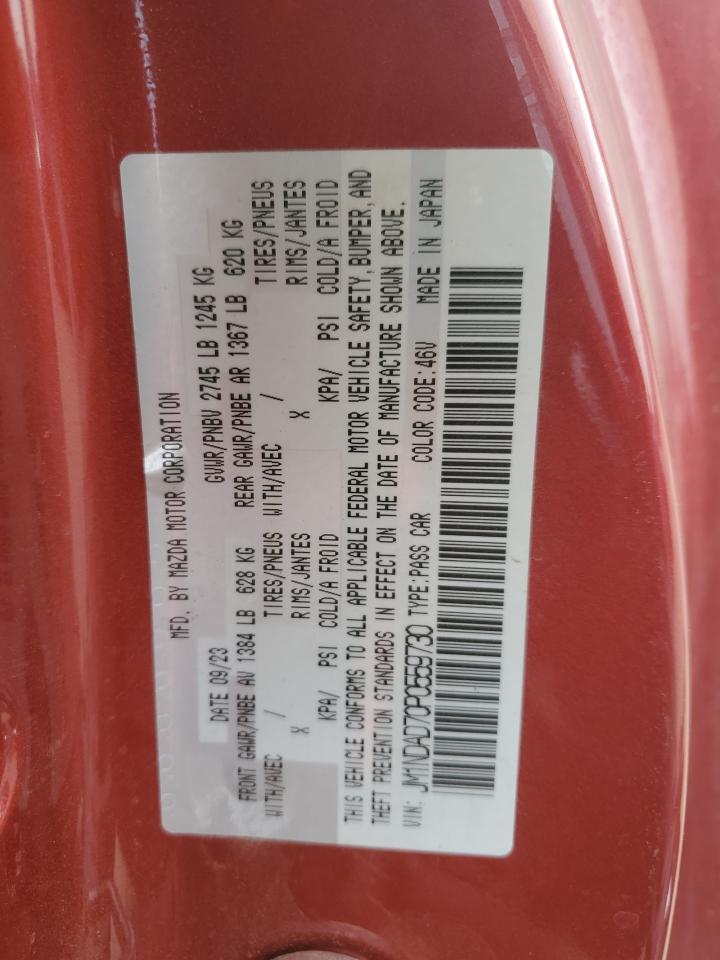 MFD. BY MAZDA MOTOR CORPORATION
DATE 09/23 GVWR/PNBV 2745 LB 1245 KG
FRONT GAWR/PNBE AV 1384 LB 628 KG REAR GAWR/PNBE AR 1367 LB 620 KG
WITH/AVEC / TIRES/PNEUS WITH/AVEC / TIRES/PNEUS
X RIMS/JANTES X RIMS/JANTES
KPA/ PSI COLD/A FROID KPA/ PSI COLD/A FROID
THIS VEHICLE CONFORMS TO ALL APPLICABLE FEDERAL MOTOR VEHICLE SAFETY, BUMPER, AND
THEFT PREVENTION STANDARDS IN EFFECT ON THE DATE OF MANUFACTURE SHOWN ABOVE.
VIN: JM1NDAD70P0559730 TYPE:PASS CAR COLOR CODE:46V MADE IN JAPAN